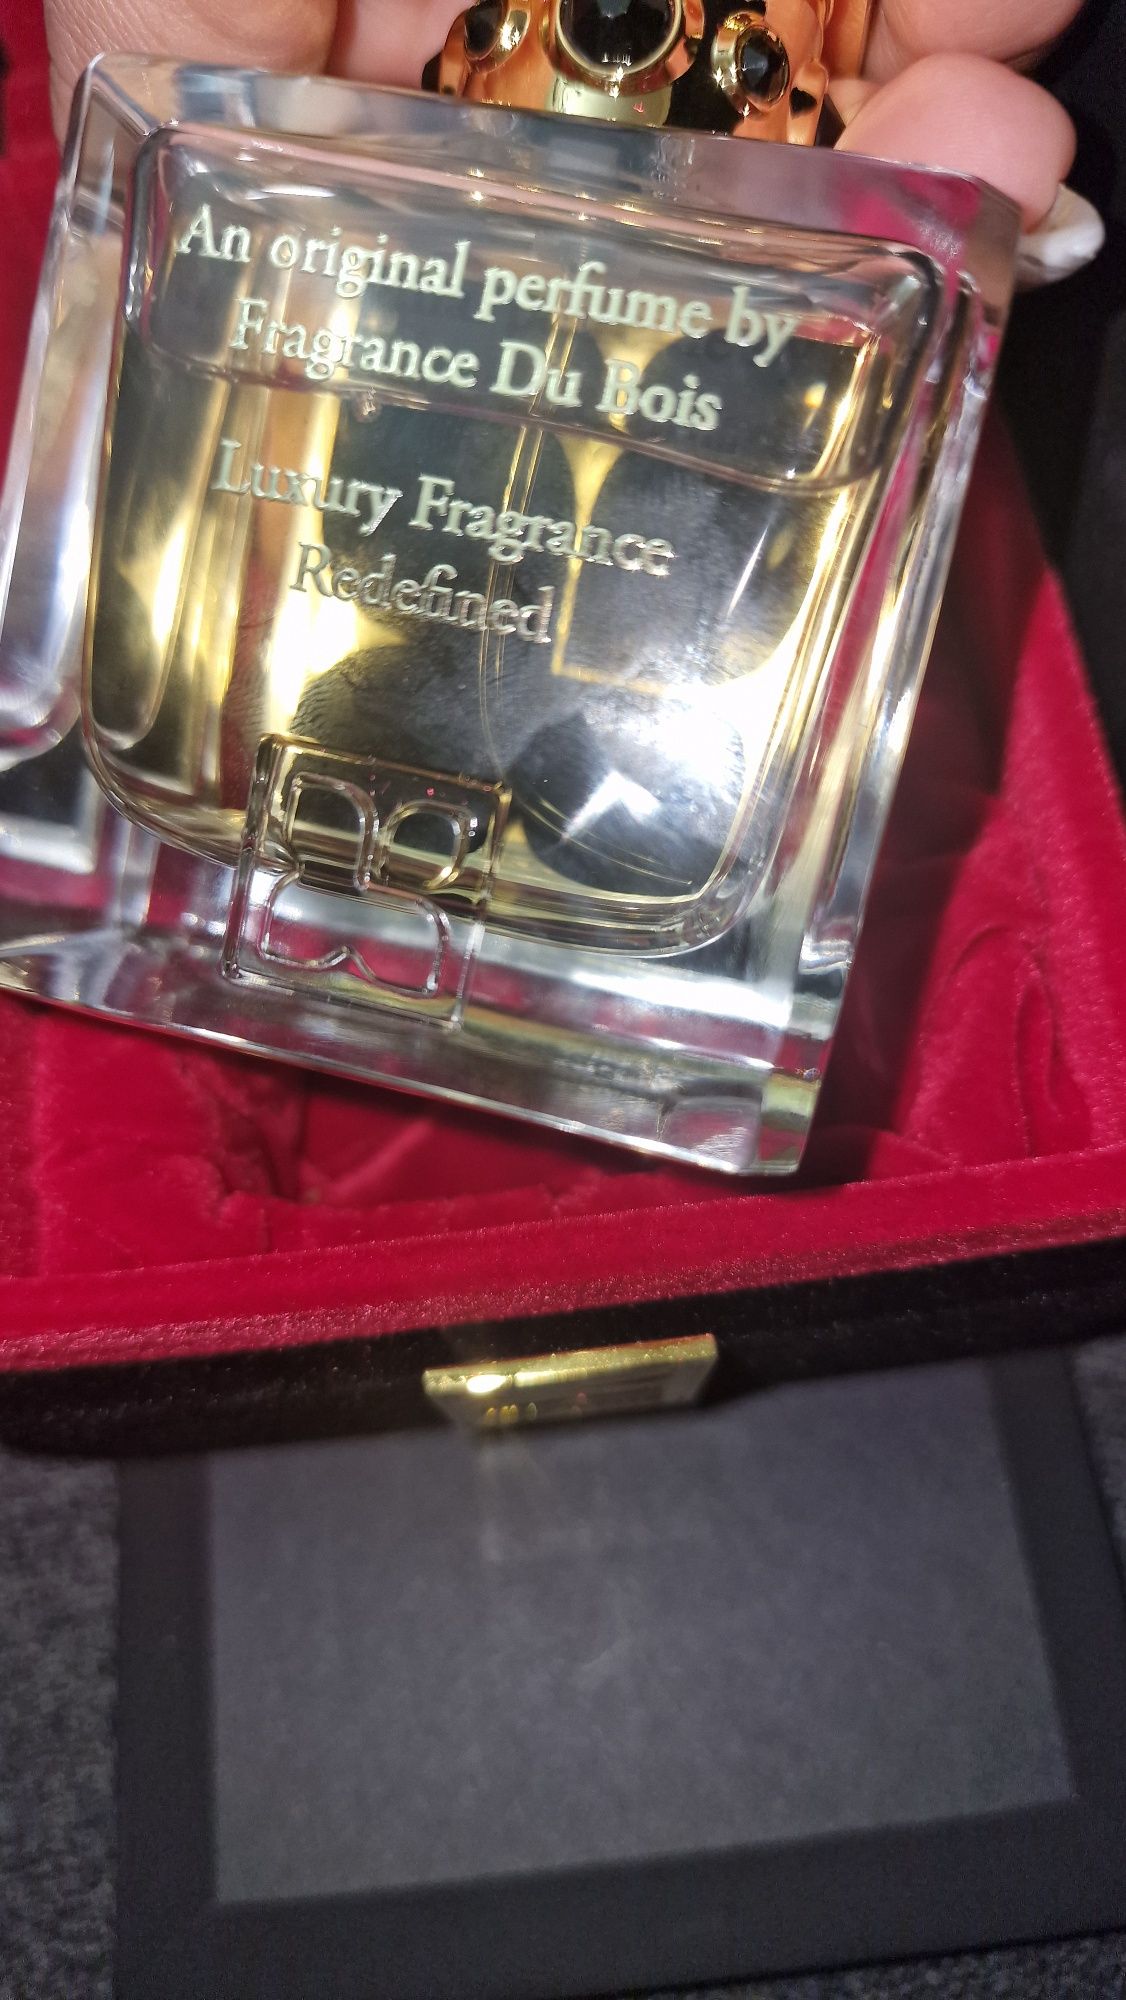 An original perfume by
Fragrance Du Bois
Luxury Fragrance
Redefined